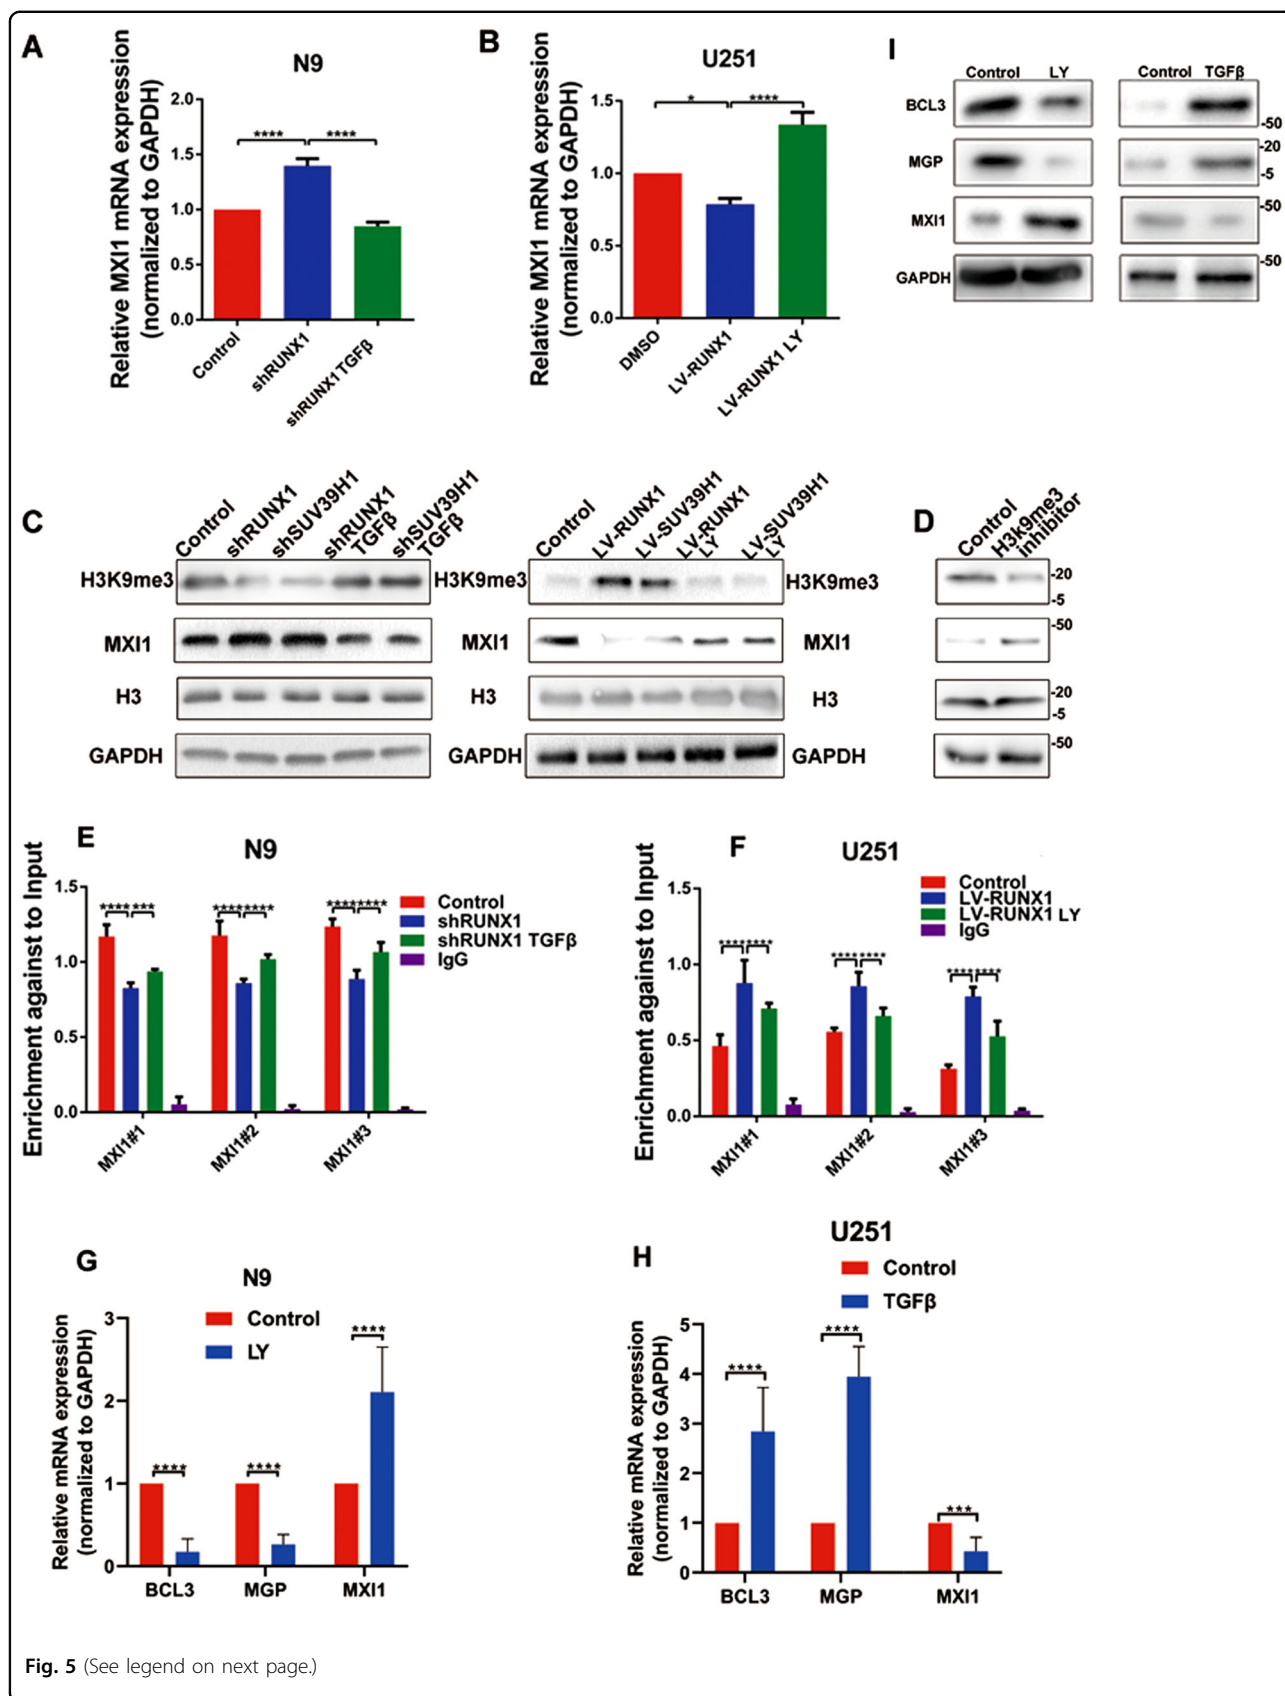 A
N9
Relative MXI1 mRNA expression
(normalized to GAPDH)
2.0
1.5
1.0
0.5
0.0
****
****
Control
shRUNX1
shRUNX1 TGFβ
B
U251
Relative MXI1 mRNA expression
(normalized to GAPDH)
1.5
1.0
0.5
0.0
*
****
DMSO
LV-RUNX1
LV-RUNX1 LY
I
Control LY
Control TGFβ
BCL3
-50
MGP
-20
-5
MXI1
-50
GAPDH
-50
C
Control
shRUNX1
shSUV39H1
shRUNX1
TGFβ
shSUV39H1
TGFβ
H3K9me3
MXI1
H3
GAPDH
Control
LV-RUNX1
LV-SUV39H1
LV-RUNX1
LY
LV-SUV39H1
LY
H3K9me3
MXI1
H3
GAPDH
D
Control
H3k9me3
inhibitor
H3K9me3
-20
-5
MXI1
-50
H3
-20
-5
GAPDH
-50
E
N9
Enrichment against to Input
1.5
1.0
0.5
0.0
**** ***
**** ****
**** ****
Control
shRUNX1
shRUNX1 TGFβ
IgG
MXI1#1
MXI1#2
MXI1#3
F
U251
Enrichment against to Input
1.5
1.0
0.5
0.0
**** ****
**** ****
**** ****
Control
LV-RUNX1
LV-RUNX1 LY
IgG
MXI1#1
MXI1#2
MXI1#3
G
N9
Relative mRNA expression
(normalized to GAPDH)
3
2
1
0
Control
LY
****
****
****
BCL3
MGP
MXI1
H
U251
Control
TGFβ
Relative mRNA expression
(normalized to GAPDH)
5
4
3
2
1
0
****
****
***
BCL3
MGP
MXI1
Fig. 5 (See legend on next page.)